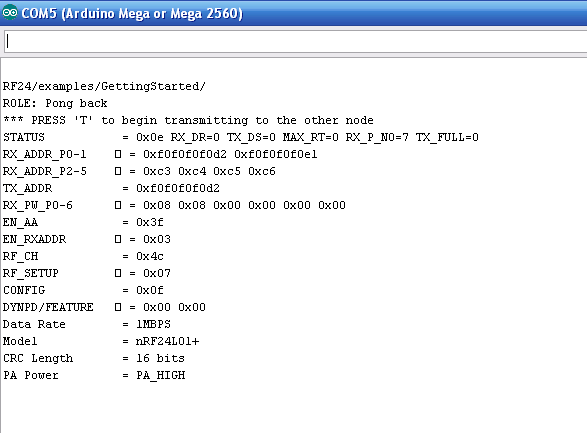 COM5 (Arduino Mega or Mega 2560)
RF24/examples/GettingStarted/
ROLE: Pong back
*** PRESS 'T' to begin transmitting to the other node
STATUS = 0x0e RX_DR=0 TX_DS=0 MAX_RT=0 RX_P_NO=7 TX_FULL=0
RX_ADDR_P0-1 ▯ = 0xf0f0f0f0d2 0xf0f0f0f0e1
RX_ADDR_P2-5 ▯ = 0xc3 0xc4 0xc5 0xc6
TX_ADDR = 0xf0f0f0f0d2
RX_PW_P0-6 ▯ = 0x08 0x08 0x00 0x00 0x00 0x00
EN_AA = 0x3f
EN_RXADDR ▯ = 0x03
RF_CH = 0x4c
RF_SETUP ▯ = 0x07
CONFIG = 0x0f
DYNPD/FEATURE ▯ = 0x00 0x00
Data Rate = 1MBPS
Model = nRF24L01+
CRC Length = 16 bits
PA Power = PA_HIGH